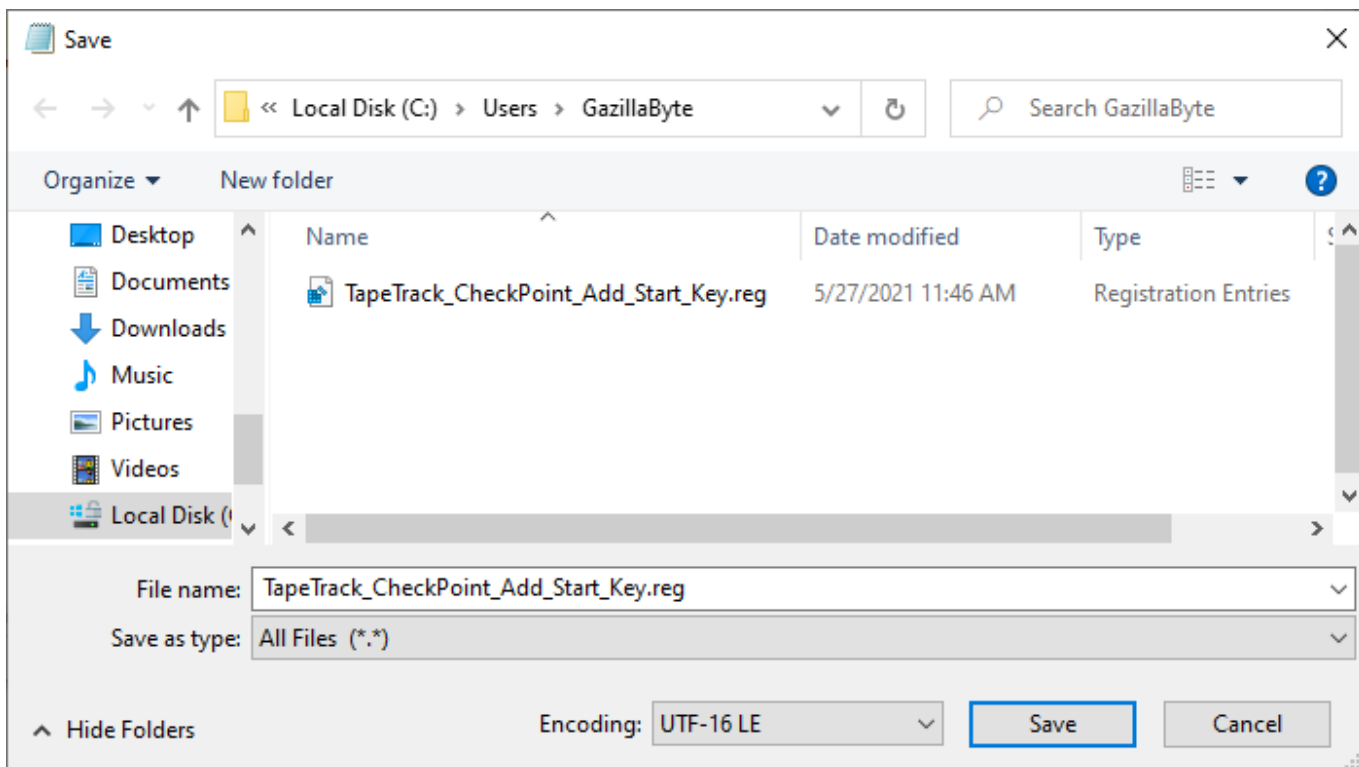 Save
« Local Disk (C:) > Users > GazillaByte
Search GazillaByte
Organize
New folder
Name Date modified Type
Desktop
Documents
TapeTrack_CheckPoint_Add_Start_Key.reg 5/27/2021 11:46 AM Registration Entries
Downloads
Music
Pictures
Videos
Local Disk (
File name: TapeTrack_CheckPoint_Add_Start_Key.reg
Save as type: All Files (*.*)
Hide Folders
Encoding: UTF-16 LE
Save
Cancel